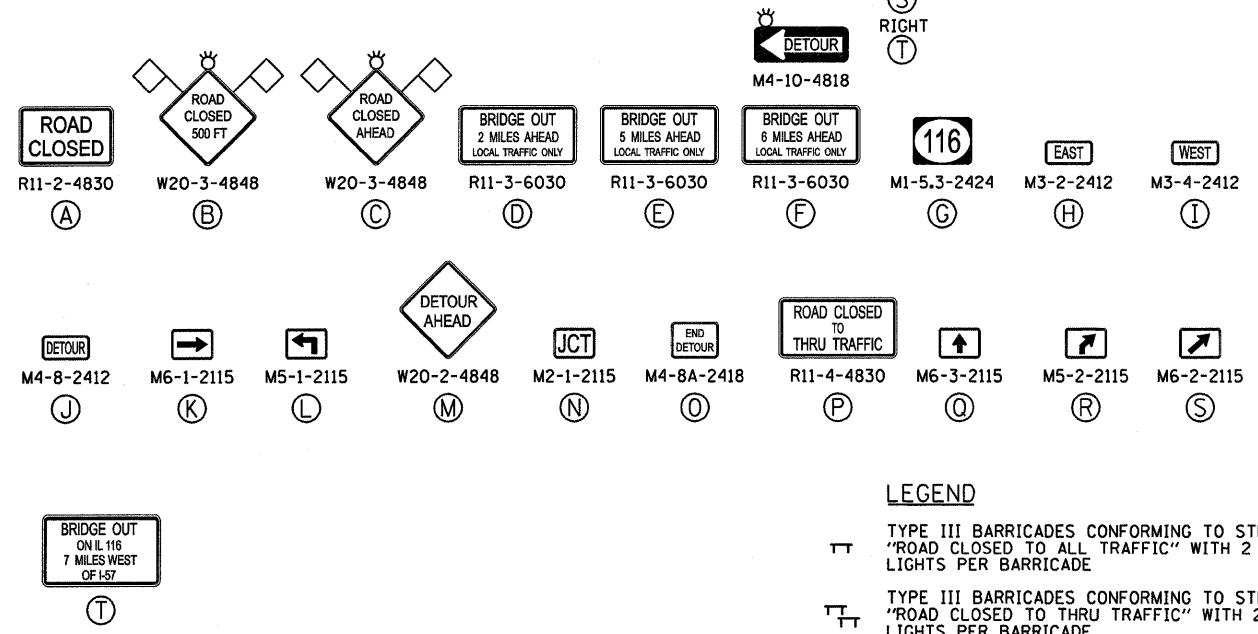 S
RIGHT
T
DETOUR
M4-10-4818
ROAD
CLOSED
R11-2-4830
A
ROAD
CLOSED
500 FT
W20-3-4848
B
ROAD
CLOSED
AHEAD
W20-3-4848
C
BRIDGE OUT
2 MILES AHEAD
LOCAL TRAFFIC ONLY
R11-3-6030
D
BRIDGE OUT
5 MILES AHEAD
LOCAL TRAFFIC ONLY
R11-3-6030
E
BRIDGE OUT
6 MILES AHEAD
LOCAL TRAFFIC ONLY
R11-3-6030
F
116
M1-5.3-2424
G
EAST
M3-2-2412
H
WEST
M3-4-2412
I
DETOUR
M4-8-2412
J
M6-1-2115
K
M5-1-2115
L
DETOUR
AHEAD
W20-2-4848
M
JCT
M2-1-2115
N
END
DETOUR
M4-8A-2418
O
ROAD CLOSED
TO
THRU TRAFFIC
R11-4-4830
P
M6-3-2115
Q
M5-2-2115
R
M6-2-2115
S
BRIDGE OUT
ON IL 116
7 MILES WEST
OF I-57
T
LEGEND
TYPE III BARRICADES CONFORMING TO ST
"ROAD CLOSED TO ALL TRAFFIC" WITH 2
LIGHTS PER BARRICADE
TYPE III BARRICADES CONFORMING TO ST
"ROAD CLOSED TO THRU TRAFFIC" WITH 2
LIGHTS PER BARRICADE